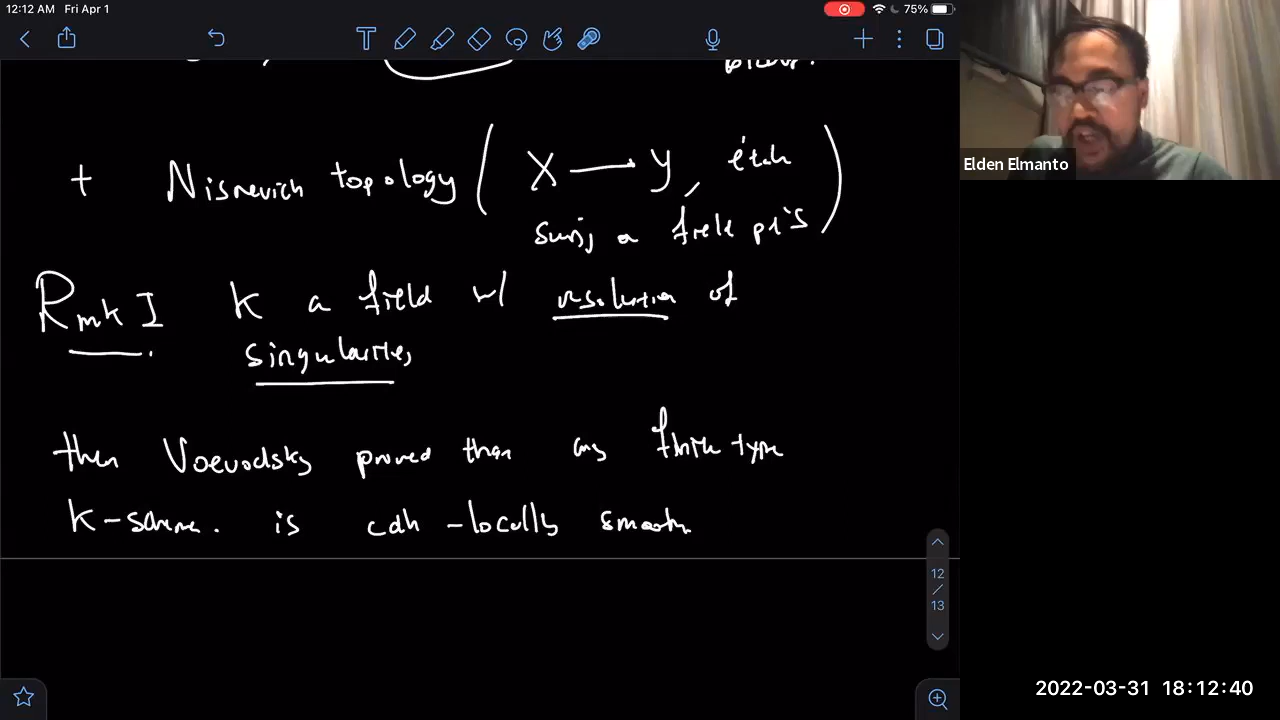 12:12 AM Fri Apr 1
75%
+ Nisnevich topology ( X → Y, étale
surj on field pts )
Rmk I K a field w/ resolution of
singularities
then Voevodsky proved that any finite type
K-scheme. is cdh-locally smooth
12
13
Elden Elmanto
2022-03-31 18:12:40